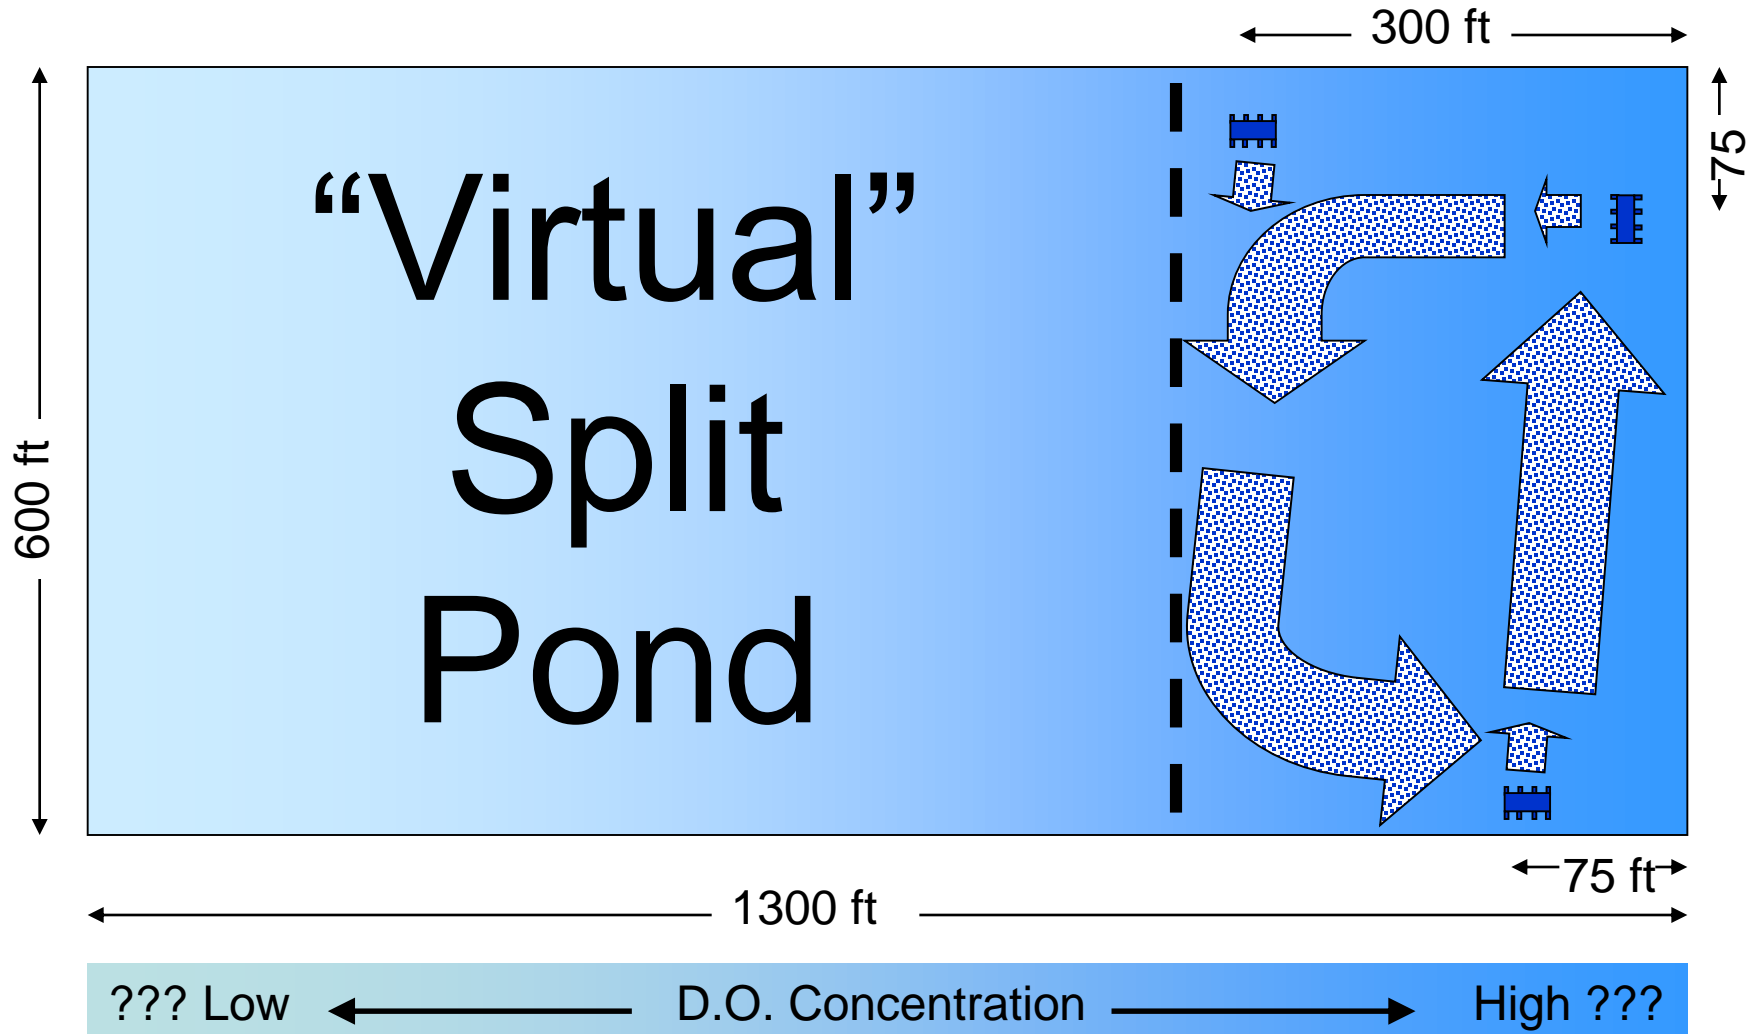 300 ft
75
“Virtual”
Split
Pond
600 ft
75 ft
1300 ft
??? Low D.O. Concentration High ???